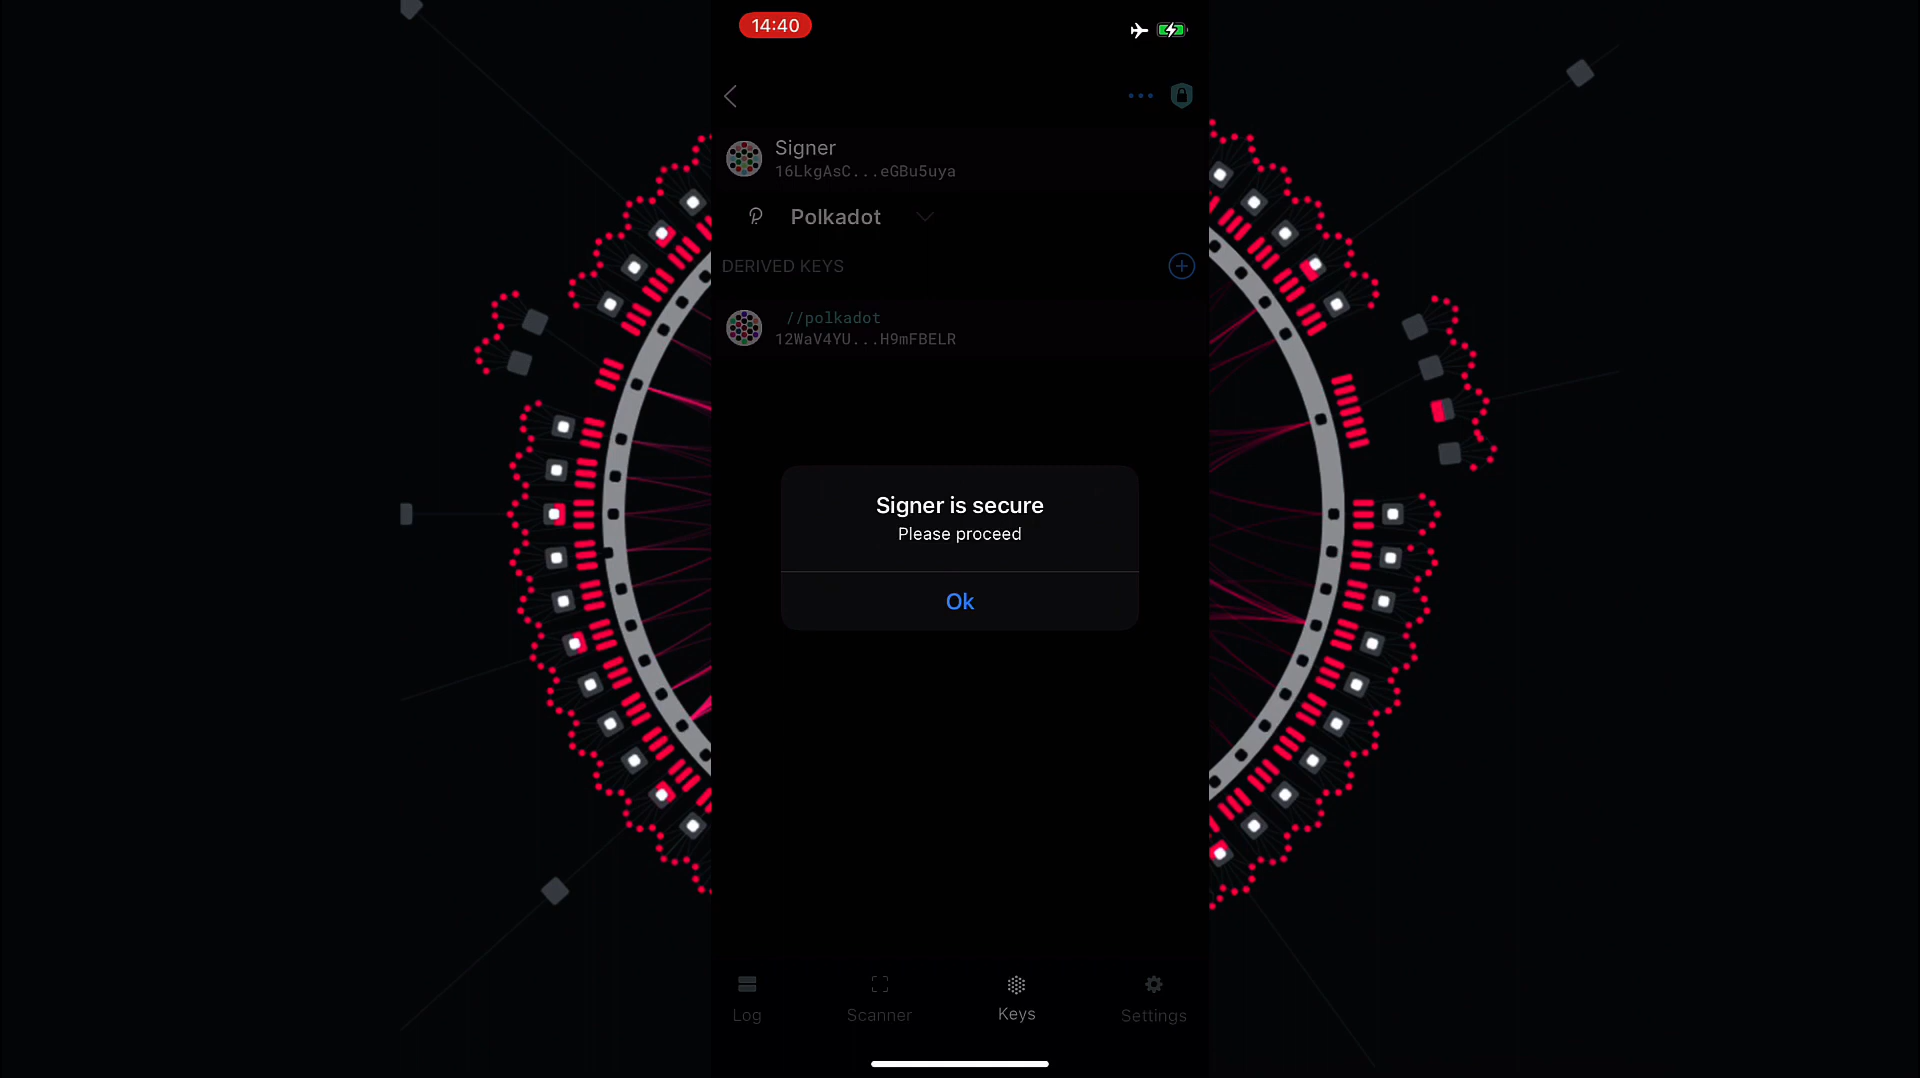 14:40
Signer
16LkgAsC...eGBu5uya
Polkadot
DERIVED KEYS
//polkadot
12WaV4YU...H9mFBELR
Signer is secure
Please proceed
Ok
Log
Scanner
Keys
Settings